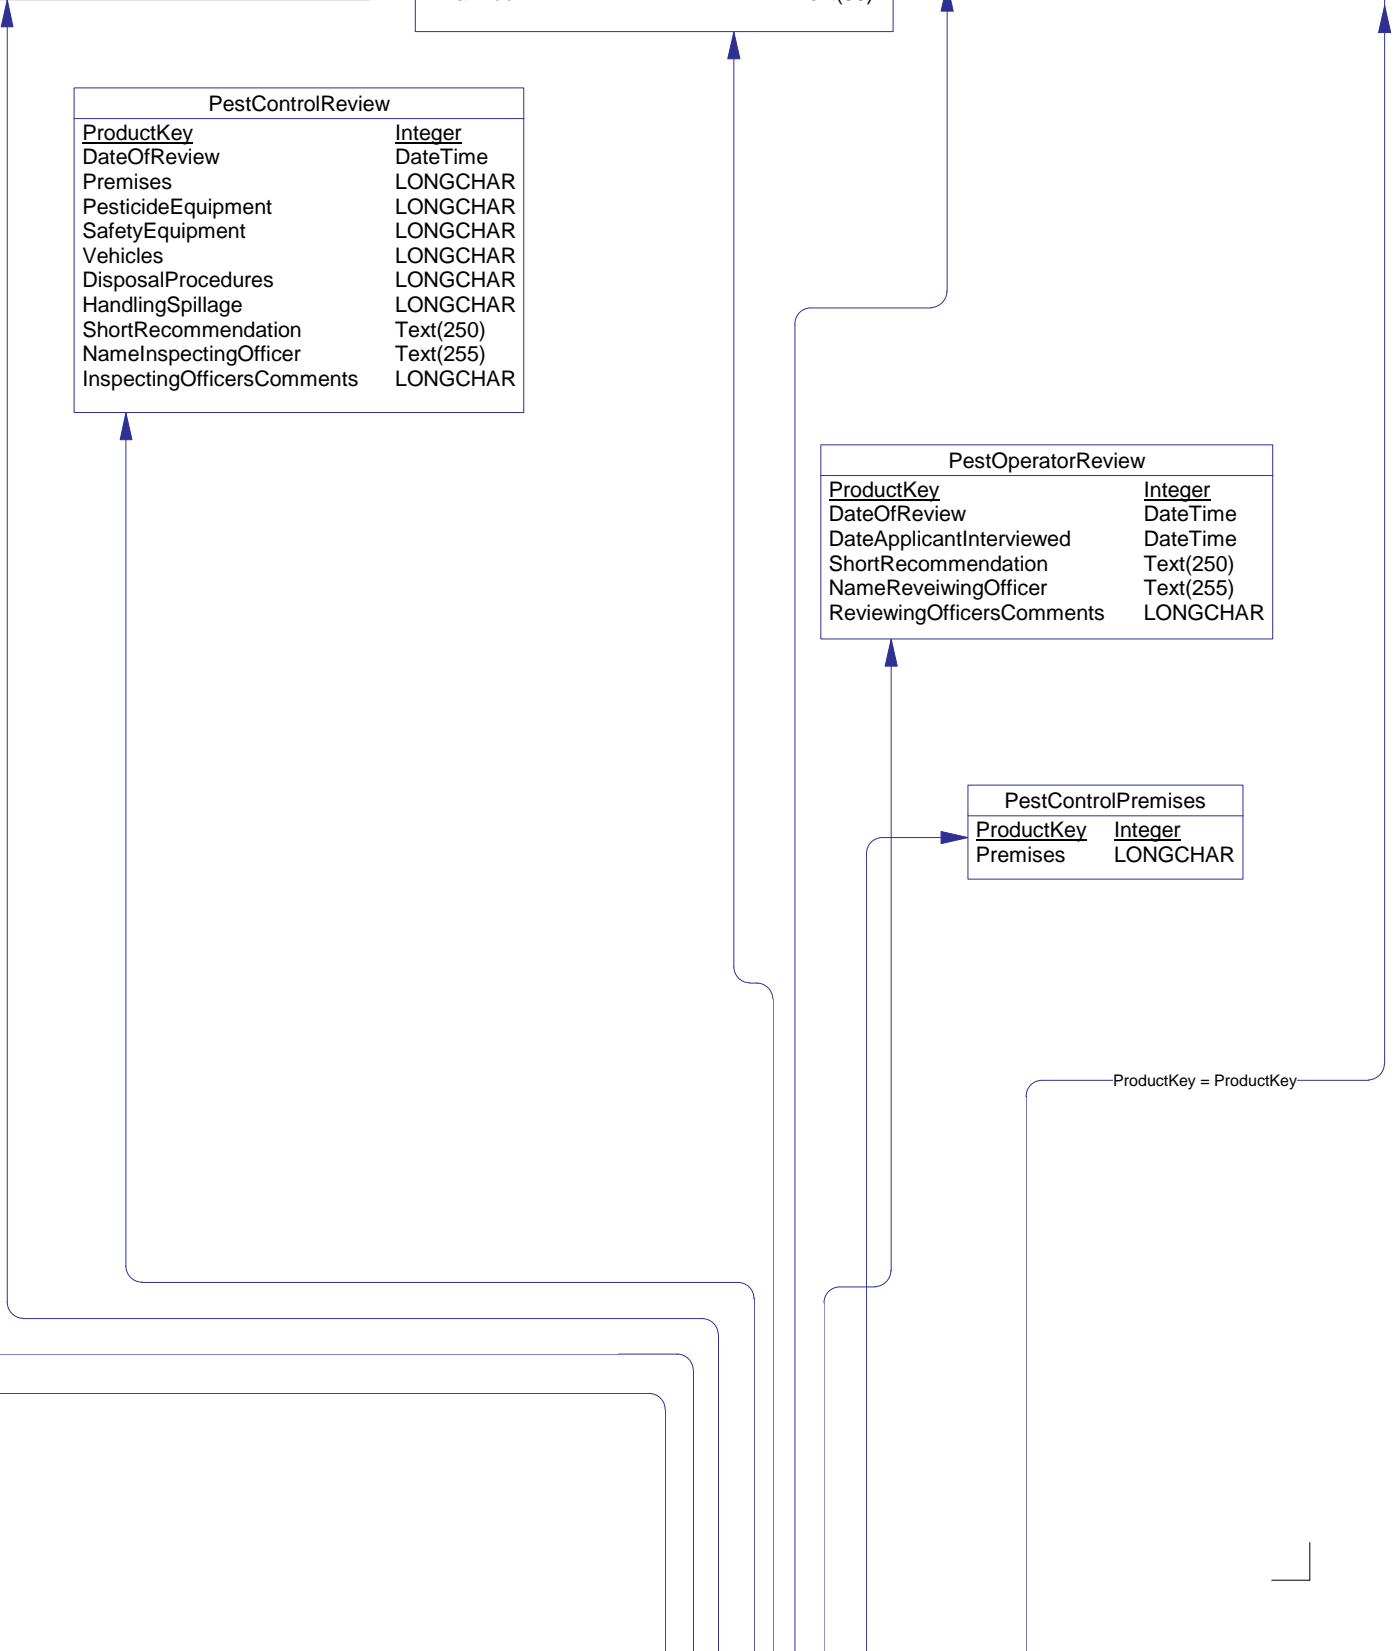 PestControlReview
ProductKey Integer
DateOfReview DateTime
Premises LONGCHAR
PesticideEquipment LONGCHAR
SafetyEquipment LONGCHAR
Vehicles LONGCHAR
DisposalProcedures LONGCHAR
HandlingSpillage LONGCHAR
ShortRecommendation Text(250)
NameInspectingOfficer Text(255)
InspectingOfficersComments LONGCHAR
PestOperatorReview
ProductKey Integer
DateOfReview DateTime
DateApplicantInterviewed DateTime
ShortRecommendation Text(250)
NameReveiwingOfficer Text(255)
ReviewingOfficersComments LONGCHAR
PestControlPremises
ProductKey Integer
Premises LONGCHAR
ProductKey = ProductKey